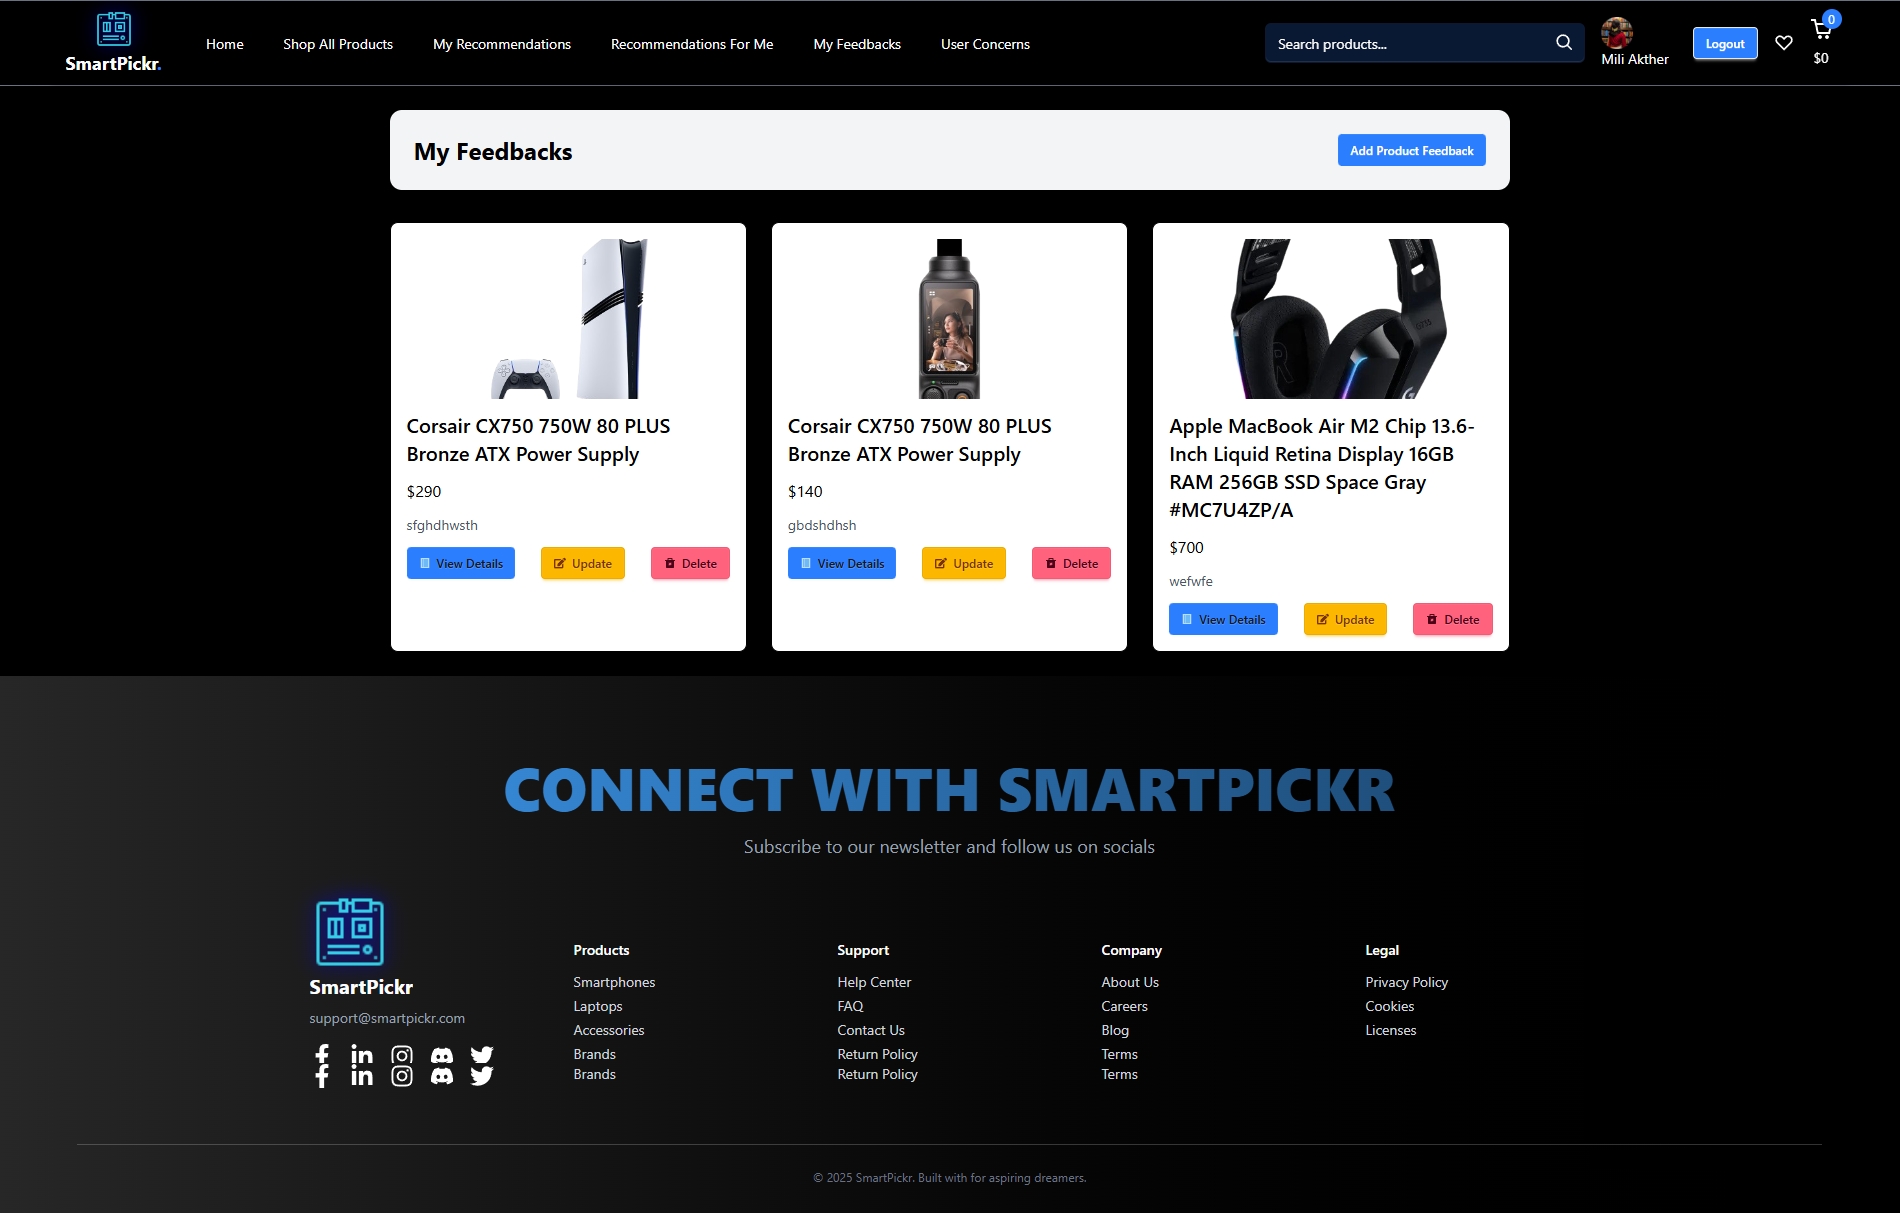 SmartPickr.
Home
Shop All Products
My Recommendations
Recommendations For Me
My Feedbacks
User Concerns
Search products...
Mili Akther
Logout
0
$0
My Feedbacks
Add Product Feedback
Corsair CX750 750W 80 PLUS
Bronze ATX Power Supply
$290
sfghdhwsth
View Details
Update
Delete
Corsair CX750 750W 80 PLUS
Bronze ATX Power Supply
$140
gbdshdhsh
View Details
Update
Delete
Apple MacBook Air M2 Chip 13.6-
Inch Liquid Retina Display 16GB
RAM 256GB SSD Space Gray
#MC7U4ZP/A
$700
wefwfe
View Details
Update
Delete
CONNECT WITH SMARTPICKR
Subscribe to our newsletter and follow us on socials
SmartPickr
support@smartpickr.com
Products
Smartphones
Laptops
Accessories
Brands
Brands
Support
Help Center
FAQ
Contact Us
Return Policy
Return Policy
Company
About Us
Careers
Blog
Terms
Terms
Legal
Privacy Policy
Cookies
Licenses
© 2025 SmartPickr. Built with for aspiring dreamers.